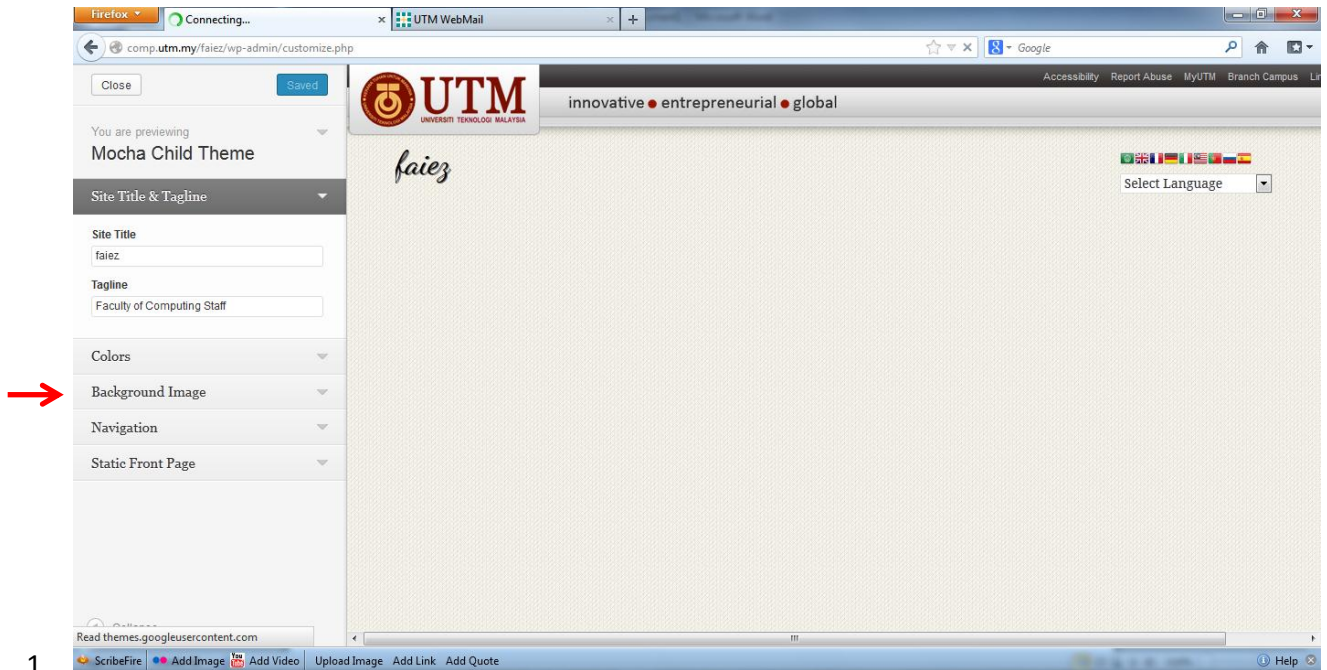 Firefox
Connecting...
UTM WebMail
comp.utm.my/faiez/wp-admin/customize.php
Google
Close
Saved
You are previewing
Mocha Child Theme
Site Title & Tagline
Site Title
faiez
Tagline
Faculty of Computing Staff
Colors
Background Image
Navigation
Static Front Page
Accessibility Report Abuse MyUTM Branch Campus
UTM
UNIVERSITI TEKNOLOGI MALAYSIA
innovative ● entrepreneurial ● global
faiez
Select Language
Read themes.googleusercontent.com
ScribeFire Add Image Add Video Upload Image Add Link Add Quote
Help
1